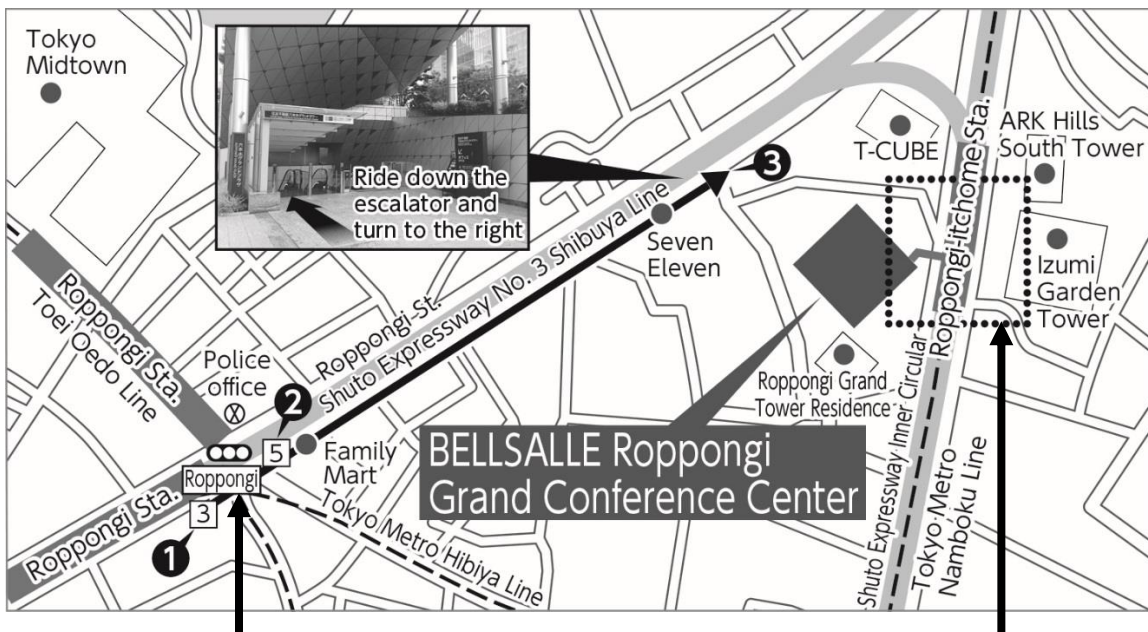 Tokyo
Midtown
Ride down the
escalator and
turn to the right
3
T-CUBE
ARK Hills
South Tower
Roppongi-itchome Sta.
Seven
Eleven
Izumi
Garden
Tower
Roppongi St.
Shuto Expressway No. 3 Shibuya Line
Roppongi Sta.
Toei Oedo Line
Police
office
2
5
Family
Mart
Roppongi Grand
Tower Residence
BELLSALLE Roppongi
Grand Conference Center
Roppongi
3
1
Roppongi Sta.
Tokyo Metro Hibiya Line
Shuto Expressway Inner Circular
Tokyo Metro
Namboku Line